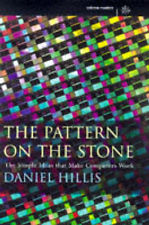 THE PATTERN
ON THE STONE
The Simple Ideas that Make Computers Work
DANIEL HILLIS